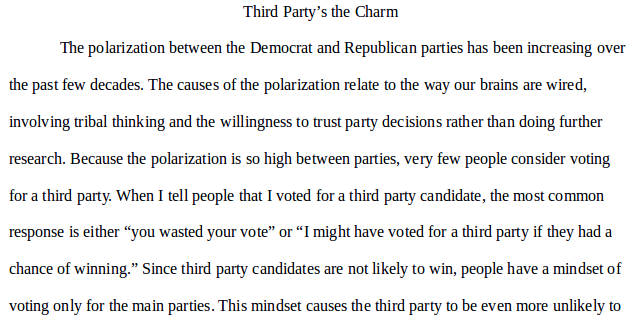 Third Party’s the Charm
The polarization between the Democrat and Republican parties has been increasing over
the past few decades. The causes of the polarization relate to the way our brains are wired,
involving tribal thinking and the willingness to trust party decisions rather than doing further
research. Because the polarization is so high between parties, very few people consider voting
for a third party. When I tell people that I voted for a third party candidate, the most common
response is either “you wasted your vote” or “I might have voted for a third party if they had a
chance of winning.” Since third party candidates are not likely to win, people have a mindset of
voting only for the main parties. This mindset causes the third party to be even more unlikely to